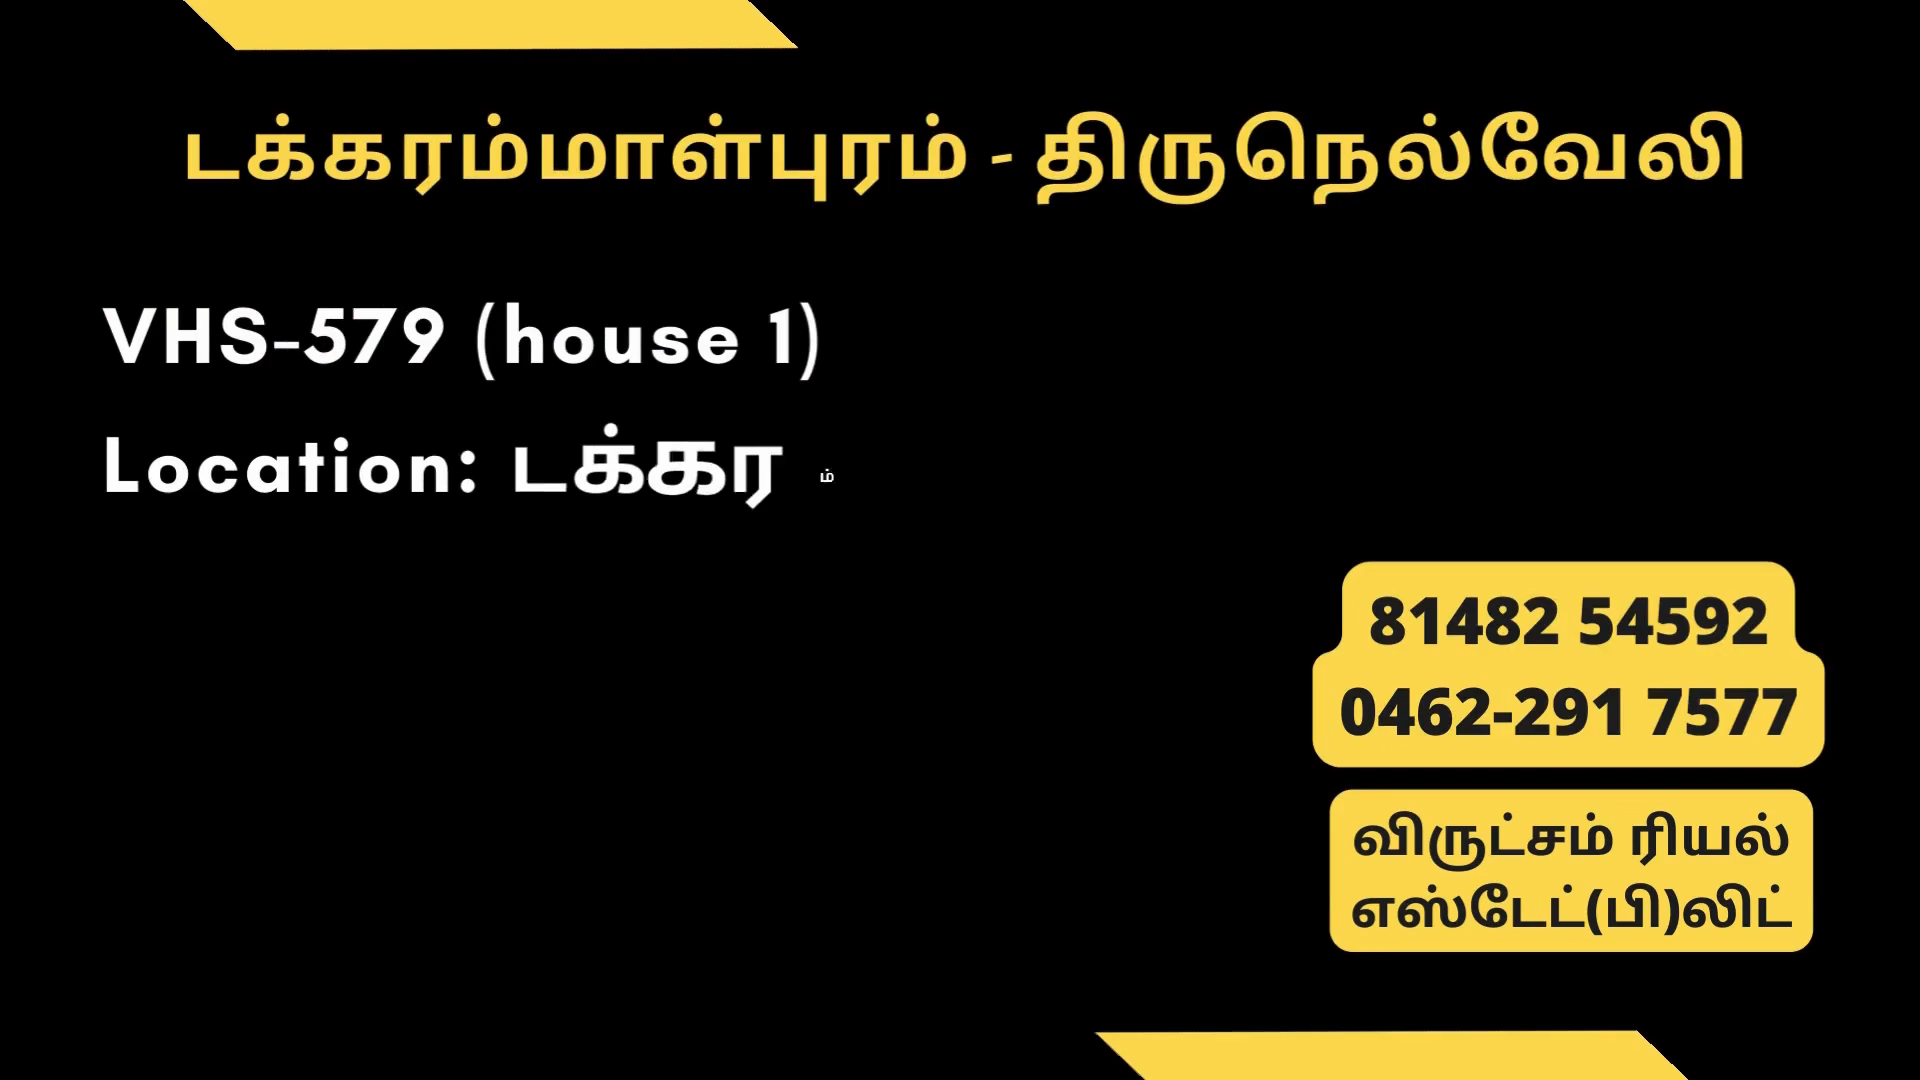 டக்கரம்மாள்புரம் - திருநெல்வேலி
VHS-579 (house 1)
Location: டக்கர ம்
81482 54592
0462-291 7577
விருட்சம் ரியல்
எஸ்டேட்(பி)லிட்